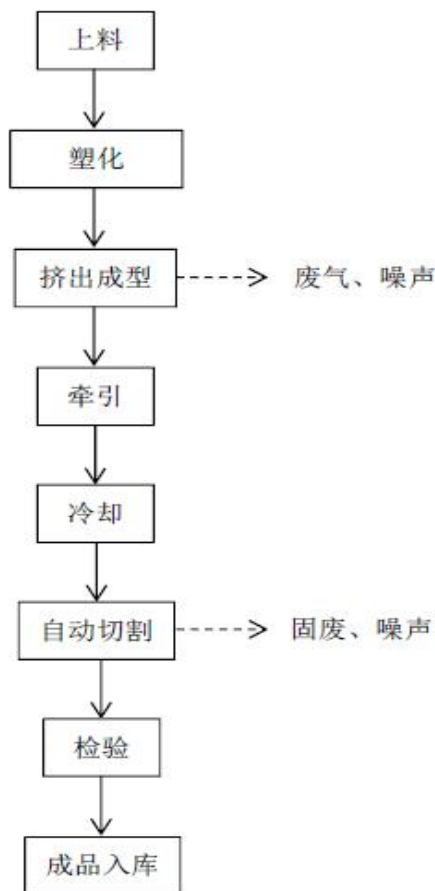 上料
塑化
挤出成型
废气、噪声
牵引
冷却
自动切割
固废、噪声
检验
成品入库